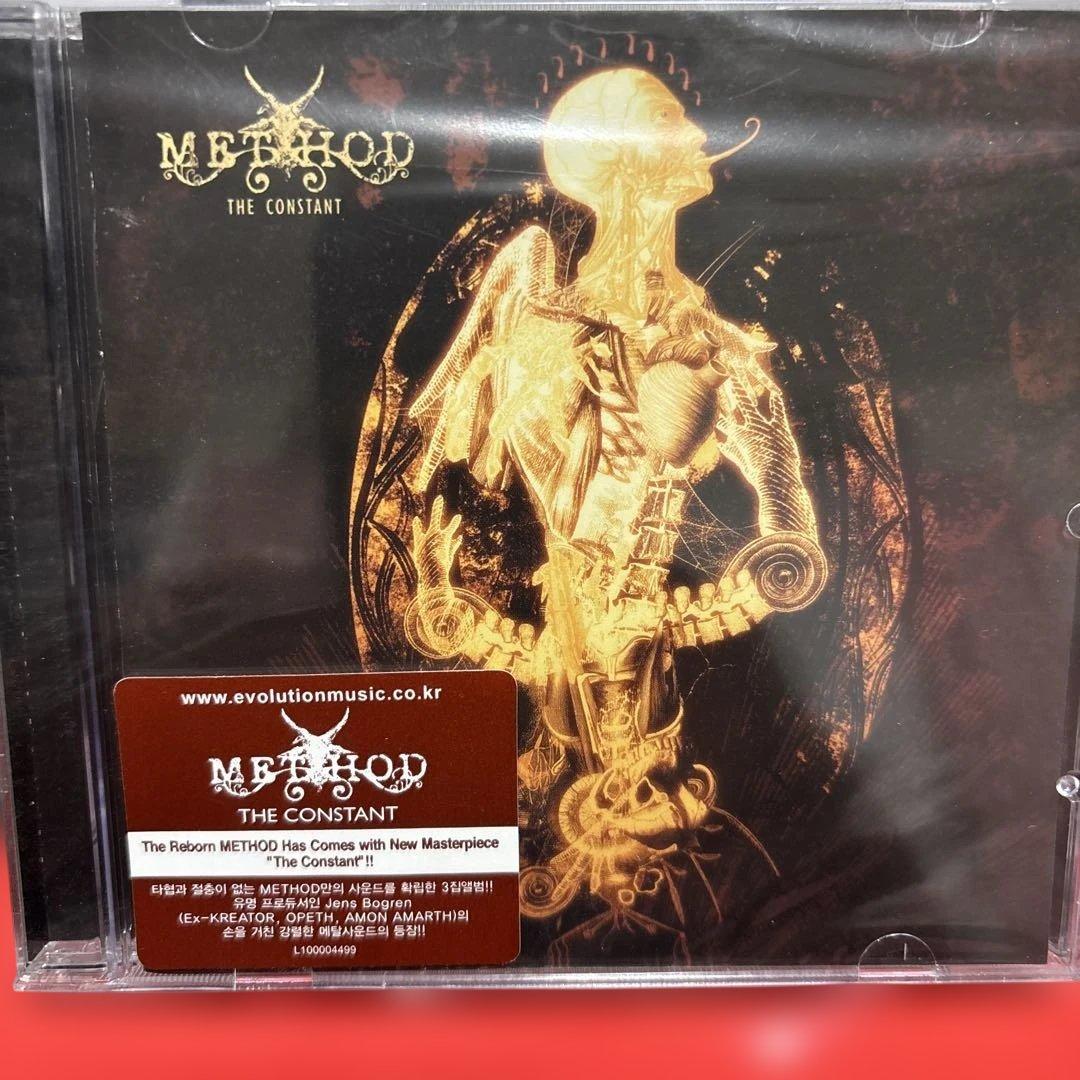 METHOD
THE CONSTANT
www.evolutionmusic.co.kr
METHOD
THE CONSTANT
The Reborn METHOD Has Comes with New Masterpiece
"The Constant"!!
타협과 절충이 없는 METHOD만의 사운드를 확립한 3집앨범!!
유명 프로듀서인 Jens Bogren
(Ex-KREATOR, OPETH, AMON AMARTH)의
손을 거친 강렬한 메탈사운드의 등장!!
L100004499